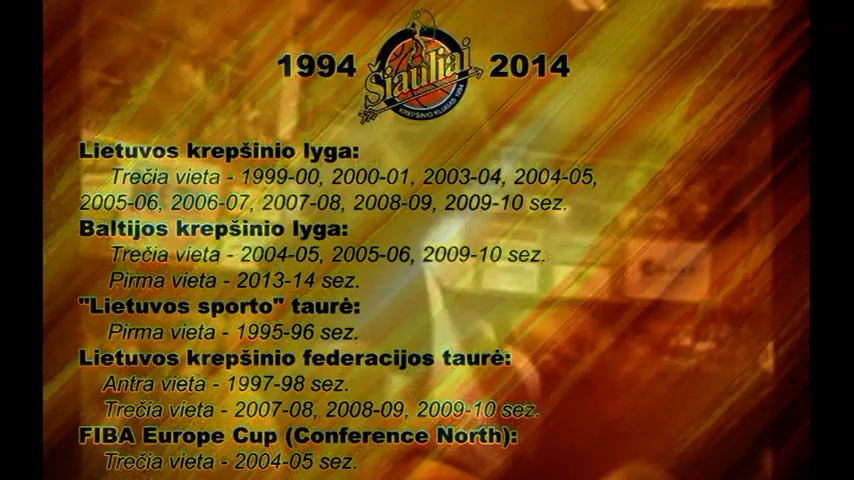 1994 Šiauliai 2014
KREPŠINIO KLUBAS 1994
Lietuvos krepšinio lyga:
Trečia vieta - 1999-00, 2000-01, 2003-04, 2004-05,
2005-06, 2006-07, 2007-08, 2008-09, 2009-10 sez.
Baltijos krepšinio lyga:
Trečia vieta - 2004-05, 2005-06, 2009-10 sez.
Pirma vieta - 2013-14 sez.
"Lietuvos sporto" taurė:
Pirma vieta - 1995-96 sez.
Lietuvos krepšinio federacijos taurė:
Antra vieta - 1997-98 sez.
Trečia vieta - 2007-08, 2008-09, 2009-10 sez.
FIBA Europe Cup (Conference North):
Trečia vieta - 2004-05 sez.